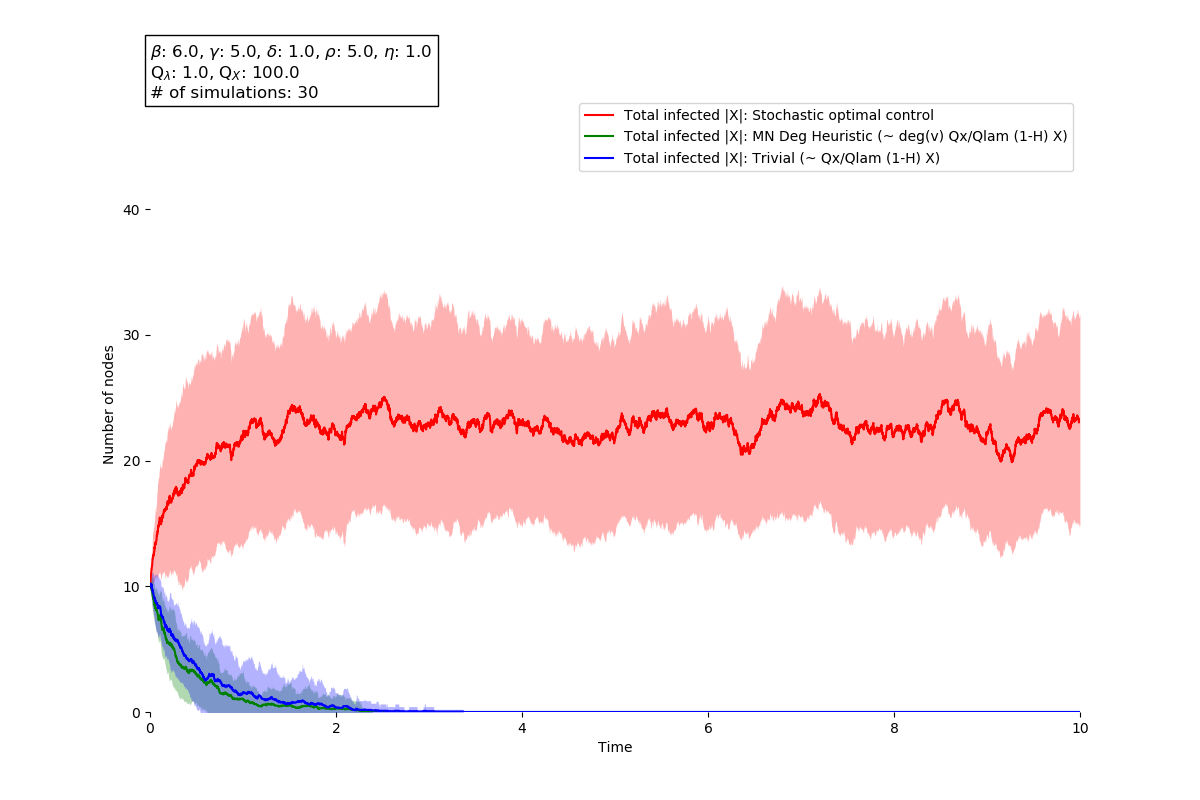 β: 6.0, γ: 5.0, δ: 1.0, ρ: 5.0, η: 1.0
Qλ: 1.0, QX: 100.0
# of simulations: 30
Total infected |X|: Stochastic optimal control
Total infected |X|: MN Deg Heuristic (~ deg(v) Qx/Qlam (1-H) X)
Total infected |X|: Trivial (~ Qx/Qlam (1-H) X)
40
30
20
10
0
Number of nodes
0 2 4 6 8 10
Time